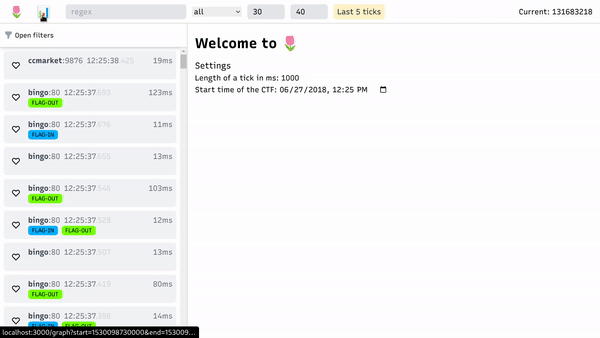 regex all 30 40 Last 5 ticks Current: 131683218
Open filters
Welcome to
Settings
Length of a tick in ms: 1000
Start time of the CTF: 06/27/2018, 12:25 PM
ccmarket:9876 12:25:38.425 19ms
bingo:80 12:25:37.693 123ms
FLAG-OUT
bingo:80 12:25:37.676 11ms
FLAG-IN
bingo:80 12:25:37.655 13ms
bingo:80 12:25:37.546 103ms
FLAG-OUT
bingo:80 12:25:37.529 12ms
FLAG-IN FLAG-OUT
bingo:80 12:25:37.507 13ms
bingo:80 12:25:37.419 80ms
FLAG-OUT
bingo:80 12:25:37.398 14ms
FLAG-IN FLAG-OUT
localhost:3000/graph?start=1530098730000&end=153009...